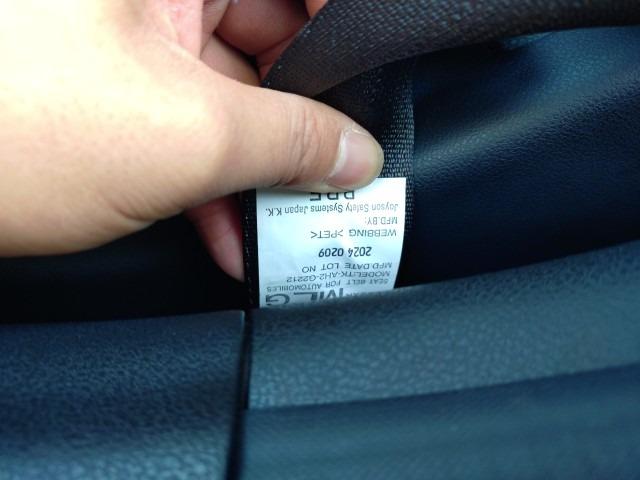 SEAT BELT FOR AUTOMOBILES
MODEL:TK-AH2-G2212
MFD.DATE LOT NO
2024 0209
WEBBING >PET<
MFD.BY:
Joyson Safety Systems Japan K.K.